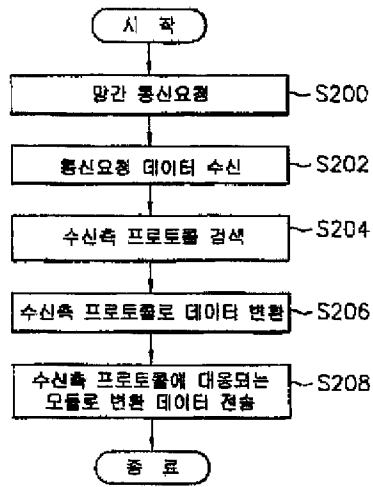 시 작
망간 통신요청
S200
통신요청 데이터 수신
S202
수신측 프로토콜 검색
S204
수신측 프로토콜로 데이터 변환
S206
수신측 프로토콜에 대응되는
모듈로 변환 데이터 전송
S208
종 료